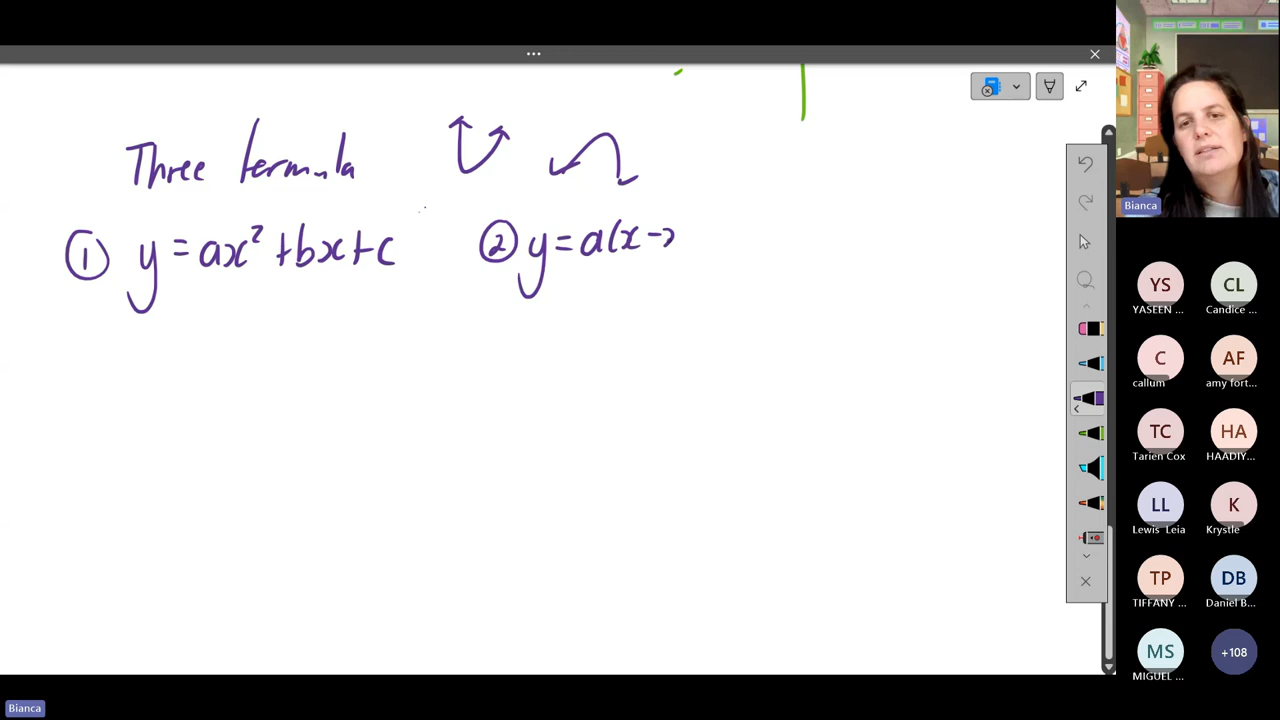 Three formula
① y = ax² + bx + c ② y = a(x - x
Bianca
YS CL
YASEEN ... Candice ...
C AF
callum amy fort...
TC HA
Tarien Cox HAADIY...
LL K
Lewis Leia Krystle
TP DB
TIFFANY ... Daniel B...
MS +108
MIGUEL ...
Bianca